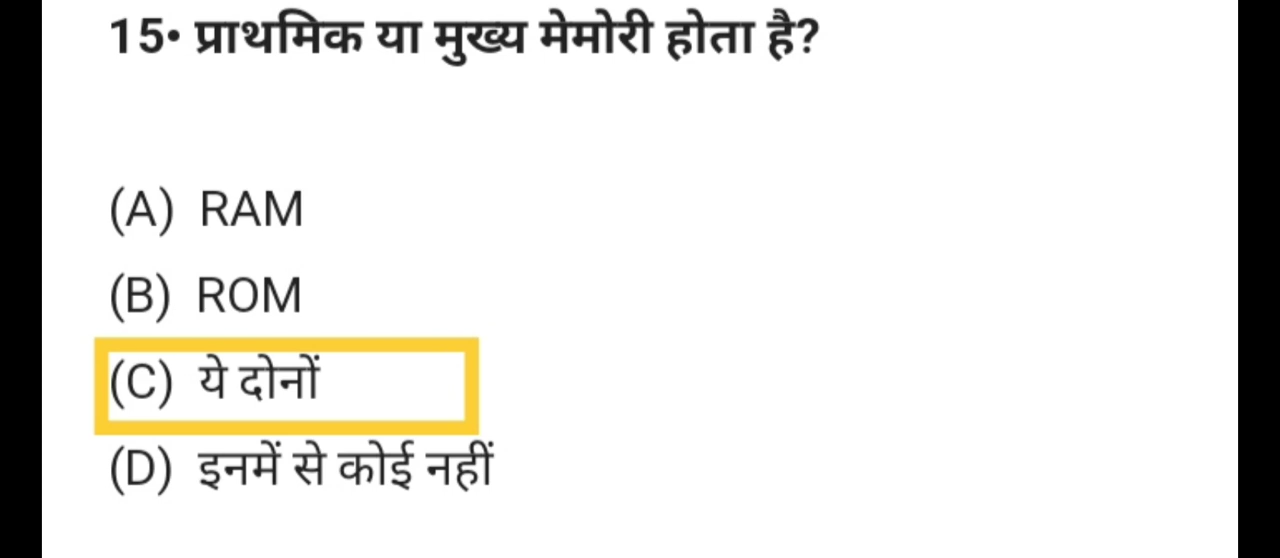 15• प्राथमिक या मुख्य मेमोरी होता है?
(A) RAM
(B) ROM
(C) ये दोनों
(D) इनमें से कोई नहीं